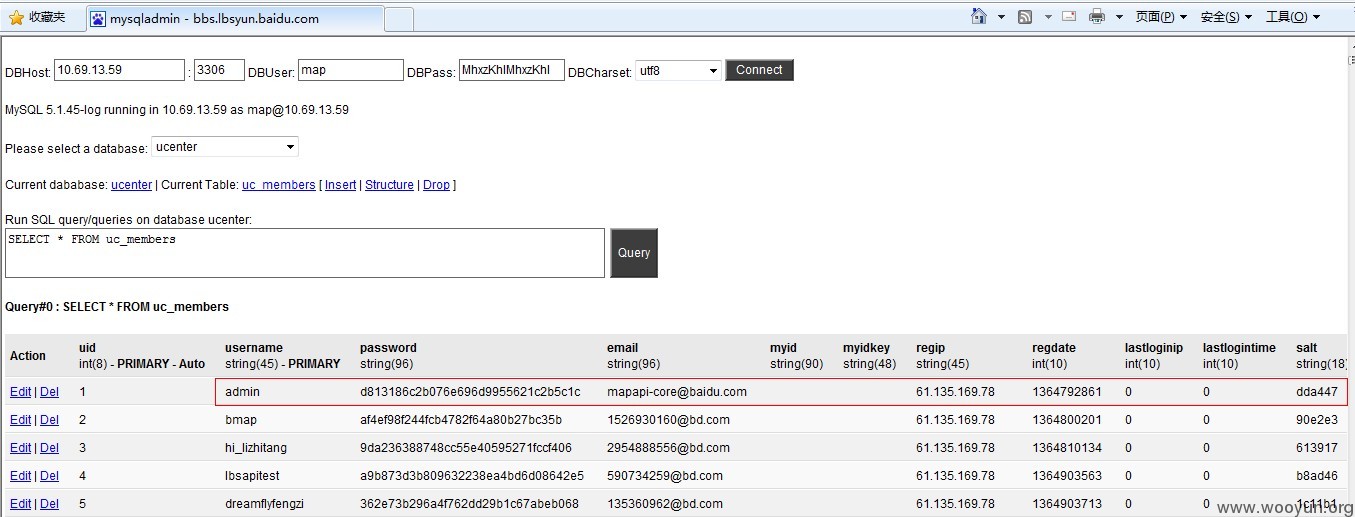 收藏夹 mysqladmin - bbs.lbsyun.baidu.com 页面(P) 安全(S) 工具(O)
DBHost: 10.69.13.59 : 3306 DBUser: map DBPass: MhxzKhlMhxzKhl DBCharset: utf8 Connect
MySQL 5.1.45-log running in 10.69.13.59 as map@10.69.13.59
Please select a database: ucenter
Current dababase: ucenter | Current Table: uc_members [ Insert | Structure | Drop ]
Run SQL query/queries on database ucenter:
SELECT * FROM uc_members
Query
Query#0 : SELECT * FROM uc_members
Action uid username password email myid myidkey regip regdate lastloginip lastlogintime salt
int(8) - PRIMARY - Auto string(45) - PRIMARY string(96) string(96) string(90) string(48) string(45) int(10) int(10) int(10) string(18)
Edit | Del 1 admin d813186c2b076e696d9955621c2b5c1c mapapi-core@baidu.com 61.135.169.78 1364792861 0 0 dda447
Edit | Del 2 bmap af4ef98f244fcb4782f64a80b27bc35b 1526930160@bd.com 61.135.169.78 1364800201 0 0 90e2e3
Edit | Del 3 hi_lizhitang 9da236388748cc55e40595271fccf406 2954888556@bd.com 61.135.169.78 1364810134 0 0 613917
Edit | Del 4 lbsapitest a9b873d3b809632238ea4bd6d08642e5 590734259@bd.com 61.135.169.78 1364903563 0 0 b8ad46
Edit | Del 5 dreamflyfengzi 362e73b296a4f762dd29b1c67abeb068 135360962@bd.com 61.135.169.78 1364903713 0 0 1c11b1
www.wooyun.org